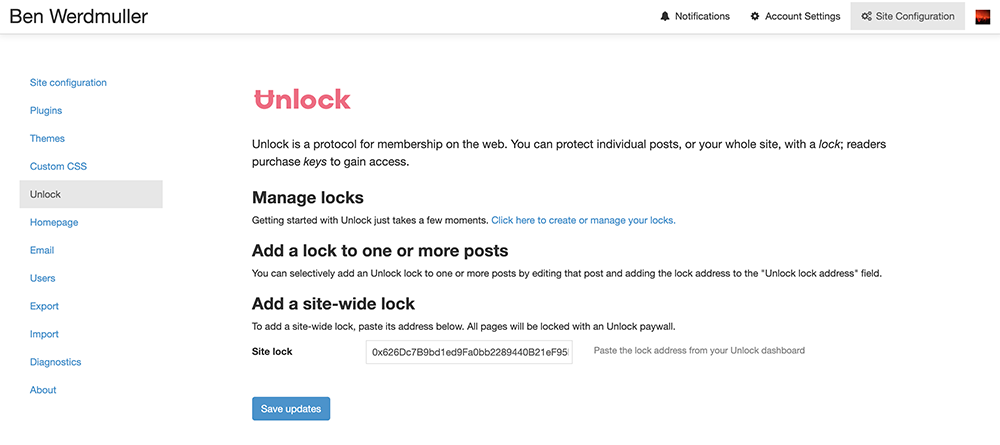 Ben Werdmuller
Notifications
Account Settings
Site Configuration
Site configuration
Plugins
Themes
Custom CSS
Unlock
Homepage
Email
Users
Export
Import
Diagnostics
About
Unlock
Unlock is a protocol for membership on the web. You can protect individual posts, or your whole site, with a lock; readers
purchase keys to gain access.
Manage locks
Getting started with Unlock just takes a few moments. Click here to create or manage your locks.
Add a lock to one or more posts
You can selectively add an Unlock lock to one or more posts by editing that post and adding the lock address to the "Unlock lock address" field.
Add a site-wide lock
To add a site-wide lock, paste its address below. All pages will be locked with an Unlock paywall.
Site lock
0x626Dc7B9bd1ed9Fa0bb2289440B21eF95
Paste the lock address from your Unlock dashboard
Save updates